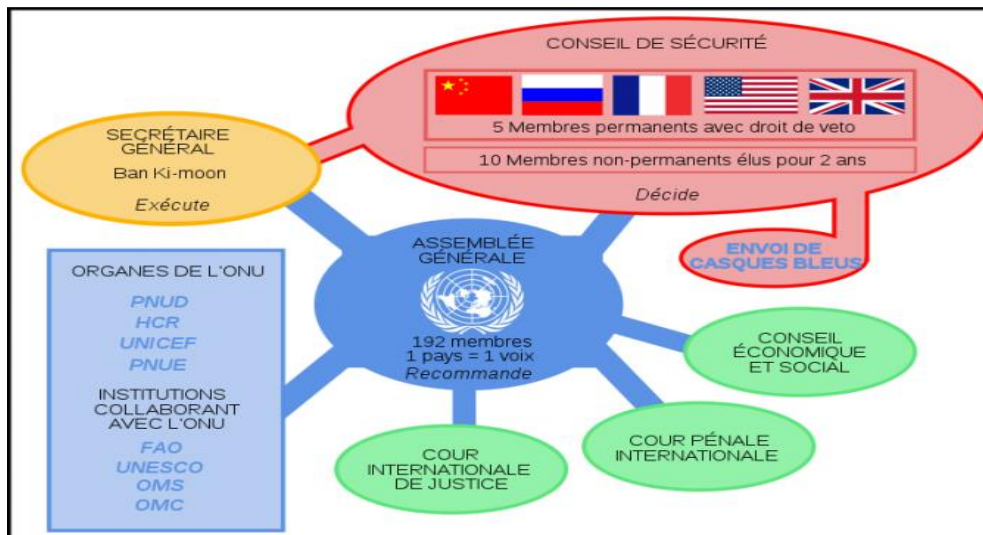 CONSEIL DE SÉCURITÉ
5 Membres permanents avec droit de veto
10 Membres non-permanents élus pour 2 ans
Décide
ENVOI DE
CASQUES BLEUS
SECRÉTAIRE
GÉNÉRAL
Ban Ki-moon
Exécute
ASSEMBLÉE
GÉNÉRALE
192 membres
1 pays = 1 voix
Recommande
ORGANES DE L'ONU
PNUD
HCR
UNICEF
PNUE
INSTITUTIONS
COLLABORANT
AVEC L'ONU
FAO
UNESCO
OMS
OMC
CONSEIL
ÉCONOMIQUE
ET SOCIAL
COUR PÉNALE
INTERNATIONALE
COUR
INTERNATIONALE
DE JUSTICE